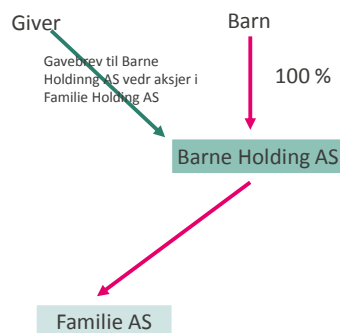 Giver
Barn
Gavebrev til Barne
Holdinng AS vedr aksjer i
Familie Holding AS
100 %
Barne Holding AS
Familie AS